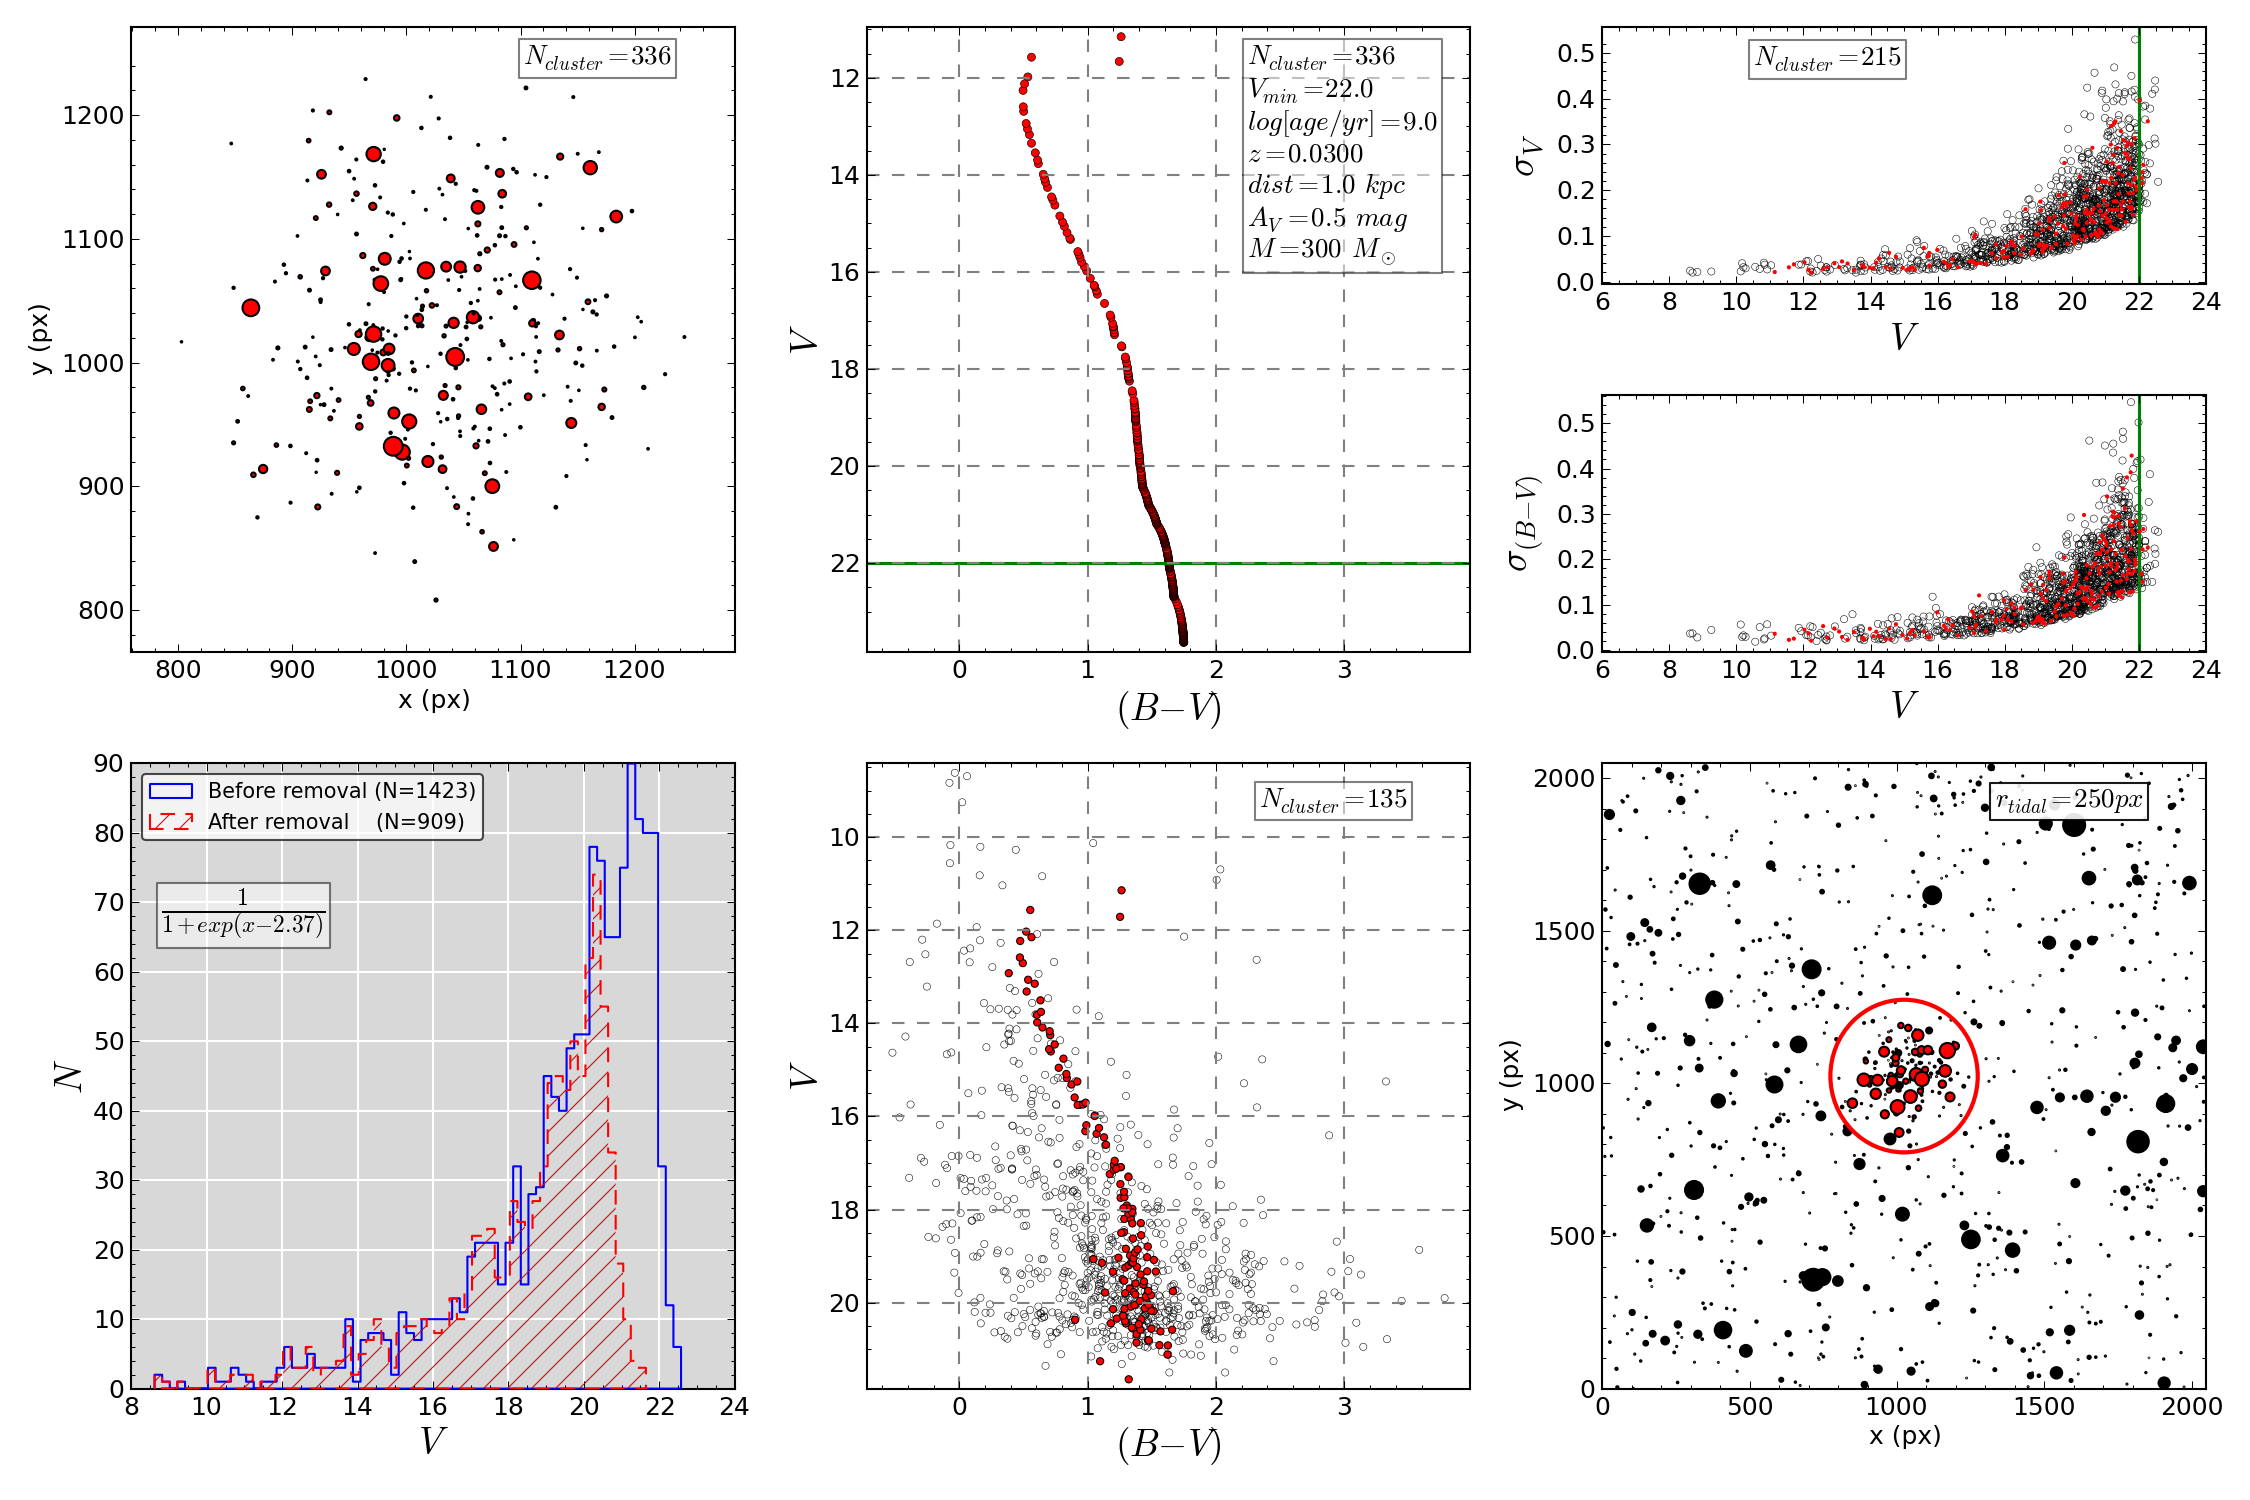 N_cluster=336
1200
1100
1000
900
800
y (px)
800 900 1000 1100 1200
x (px)
N_cluster=336
V_min=22.0
log[age/yr]=9.0
z=0.0300
dist=1.0 kpc
A_V=0.5 mag
M=300 M_⊙
12
14
16
18
20
22
V
0 1 2 3
(B−V)
N_cluster=215
0.5
0.4
0.3
0.2
0.1
0.0
σ_V
6 8 10 12 14 16 18 20 22 24
V
0.5
0.4
0.3
0.2
0.1
0.0
σ_(B−V)
6 8 10 12 14 16 18 20 22 24
V
Before removal (N=1423)
After removal (N=909)
1
1+exp(x−2.37)
90
80
70
60
50
40
30
20
10
0
N
8 10 12 14 16 18 20 22 24
V
N_cluster=135
10
12
14
16
18
20
V
0 1 2 3
(B−V)
r_tidal=250px
2000
1500
1000
500
0
y (px)
0 500 1000 1500 2000
x (px)